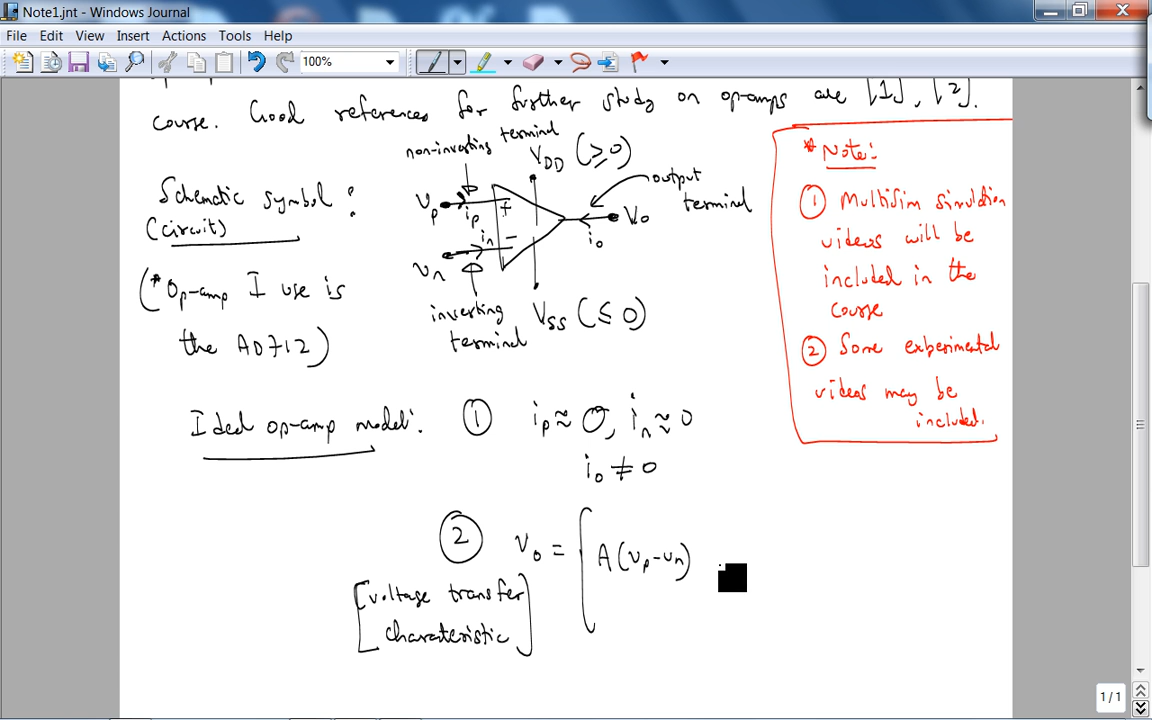 Note1.jnt - Windows Journal
File Edit View Insert Actions Tools Help
100%
course. Good references for further study on op-amps are [1], [2].
non-inverting terminal
VDD (≥0)
Schematic symbol :
(circuit)
vp
ip
+
output
terminal
vo
io
in
−
vn
inverting
terminal
VSS (≤ 0)
(* Op-amp I use is
the AD712)
* Note:
① Multisim simulation
videos will be
included in the
course
② Some experimental
videos may be
included.
Ideal op-amp model: ① ip ≈ 0, in ≈ 0
io ≠ 0
② vo = { A(vp-vn)
[voltage transfer
charateristic]
1 / 1